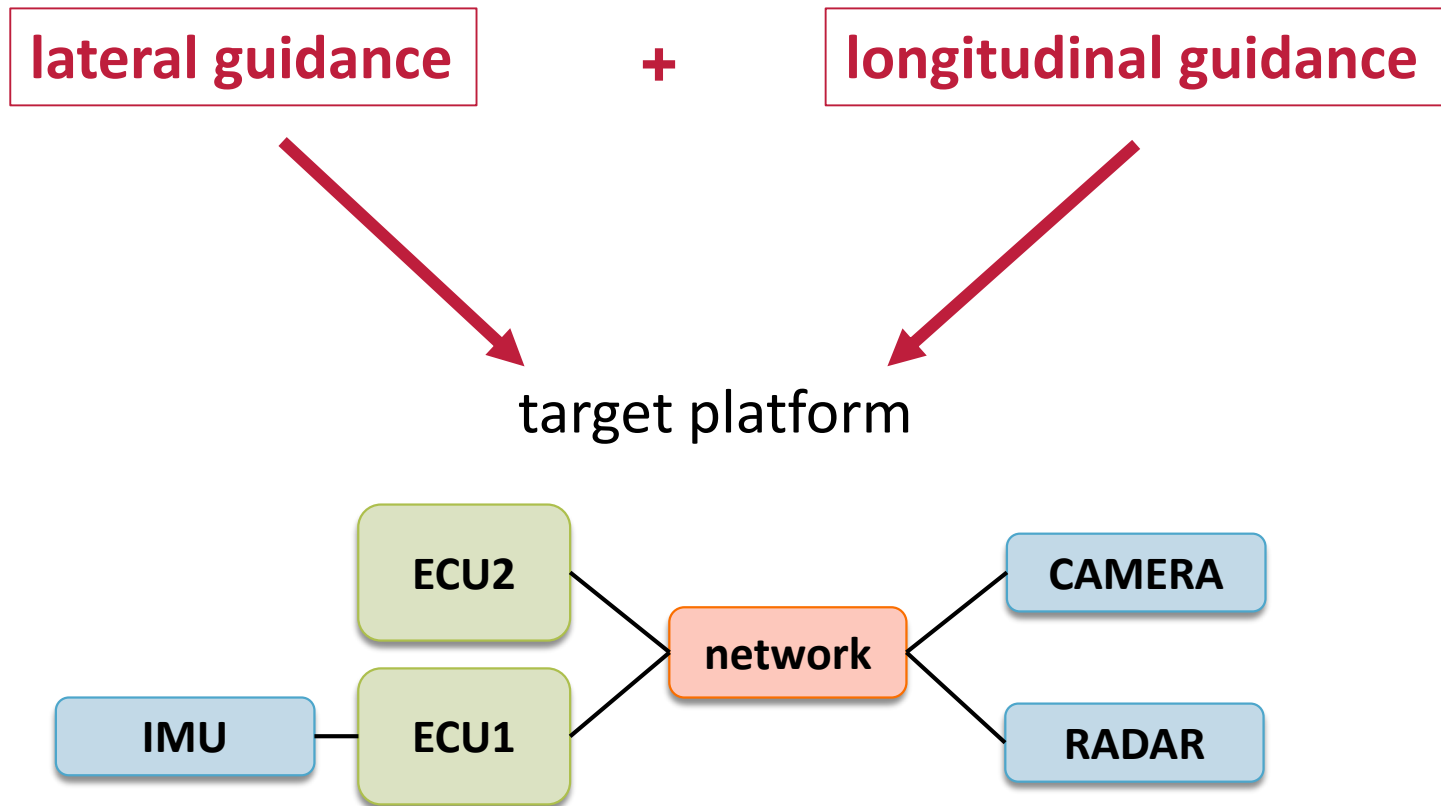 lateral guidance + longitudinal guidance
target platform
ECU2
CAMERA
network
IMU
ECU1
RADAR